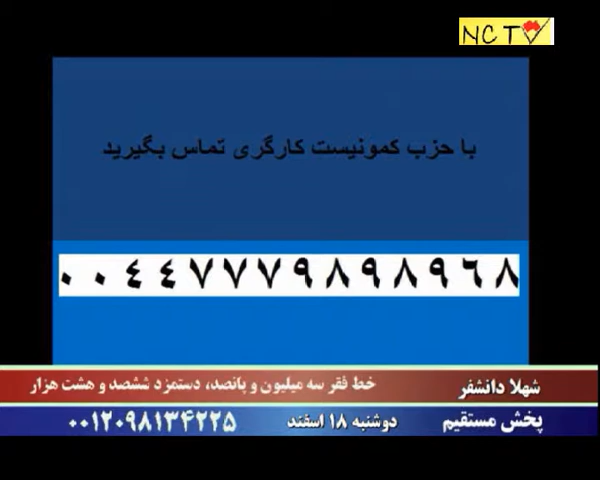 NCTV
با حزب کمونیست کارگری تماس بگیرید
٠٠٤٤٧٧٧٩٨٩٨٩٦٨
شهلا دانشفر
خط فقر سه میلیون و پانصد، دستمزد ششصد و هشت هزار
پخش مستقیم
دوشنبه ۱۸ اسفند
۰۰۱۲۰۹۸۱۳۴۲۲۵